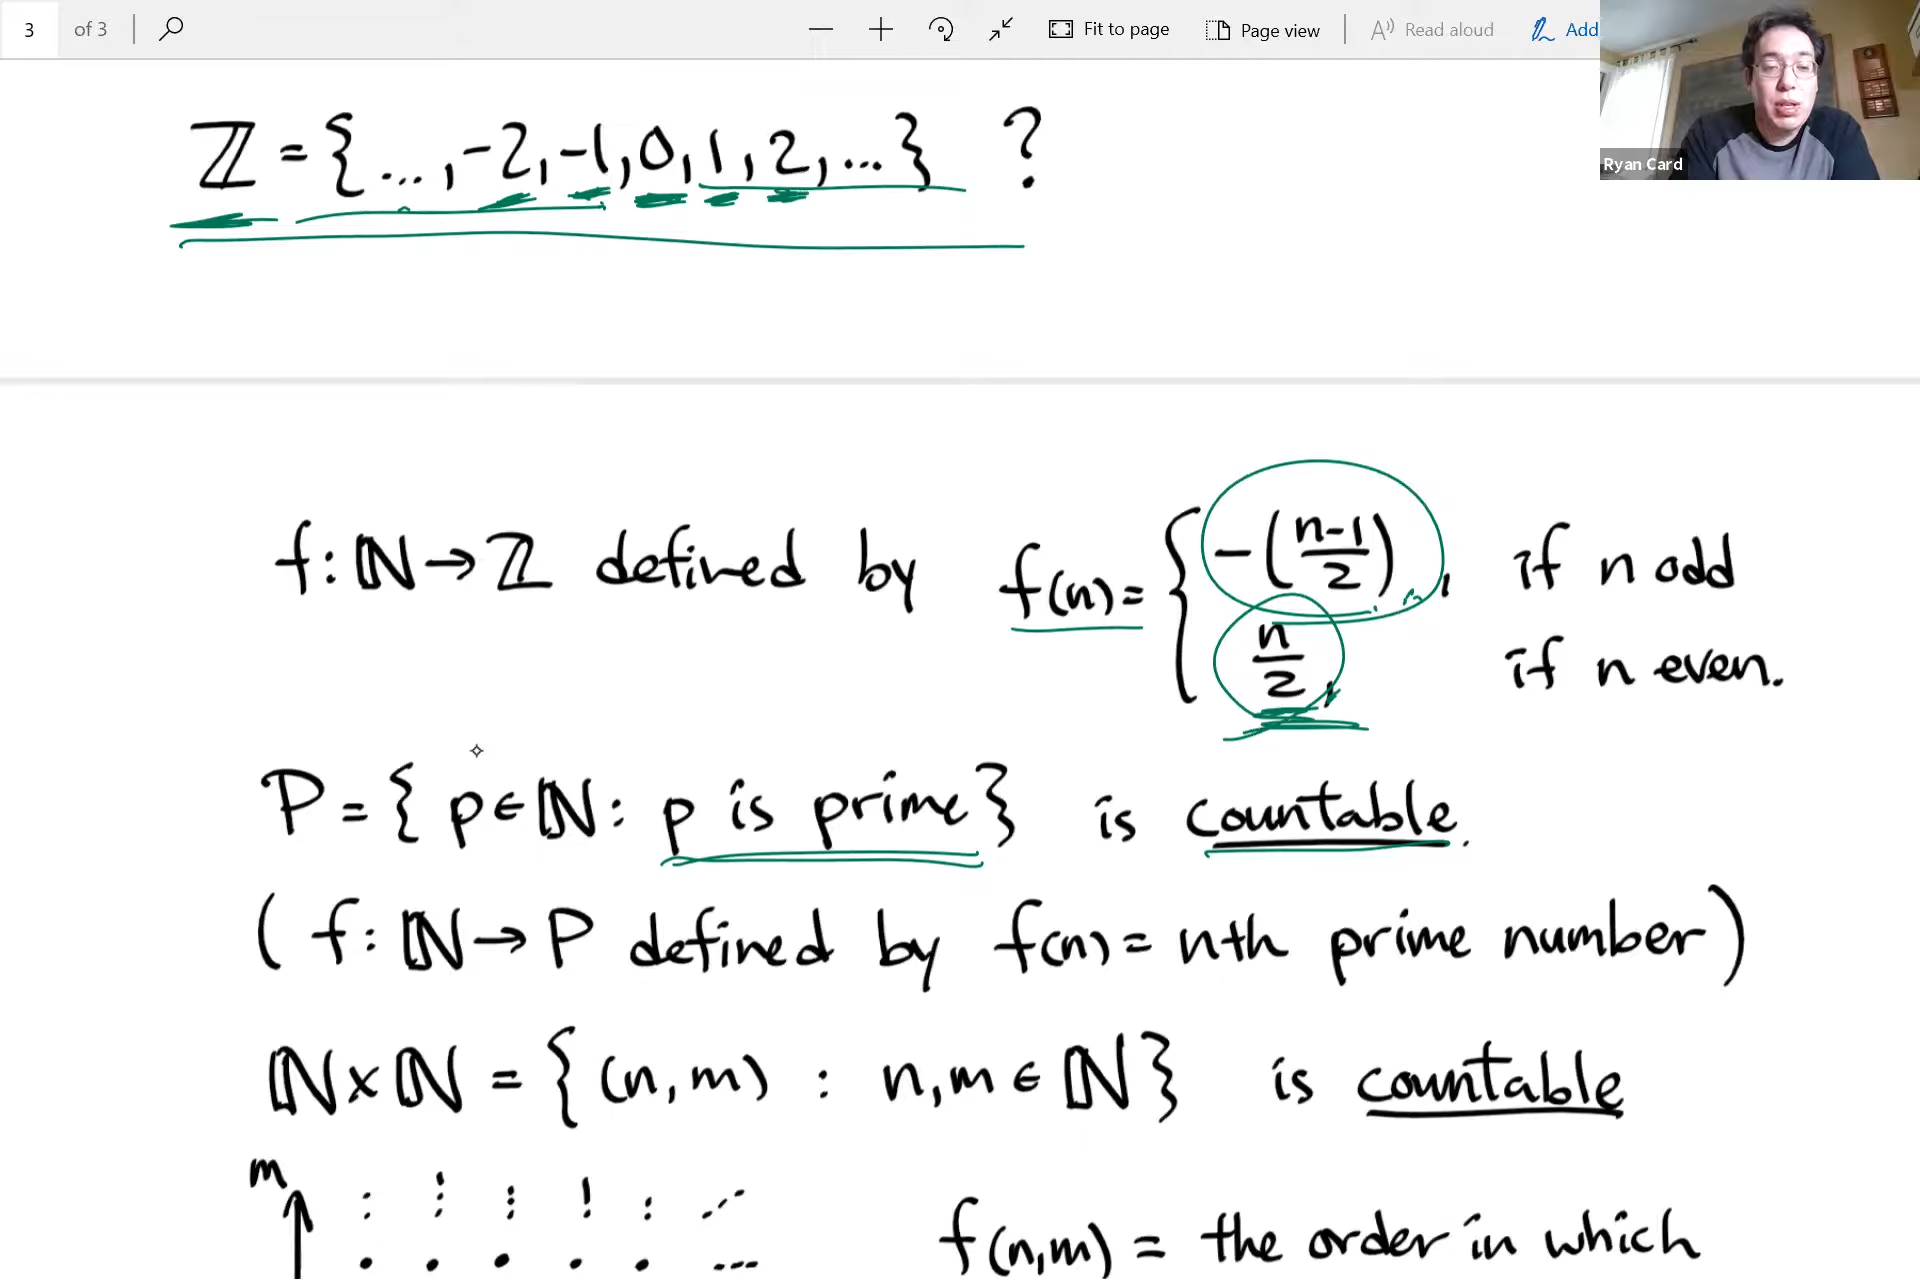 3 of 3 Fit to page Page view Read aloud Add
Ryan Card
ℤ = {..., -2, -1, 0, 1, 2, ...} ?
f: ℕ → ℤ defined by f(n) = { -(n-1/2), if n odd
n/2, if n even.
P = { p ∈ ℕ: p is prime } is countable.
( f: ℕ → P defined by f(n) = nth prime number )
ℕ x ℕ = { (n, m) : n, m ∈ ℕ } is countable
m
f(n,m) = the order in which